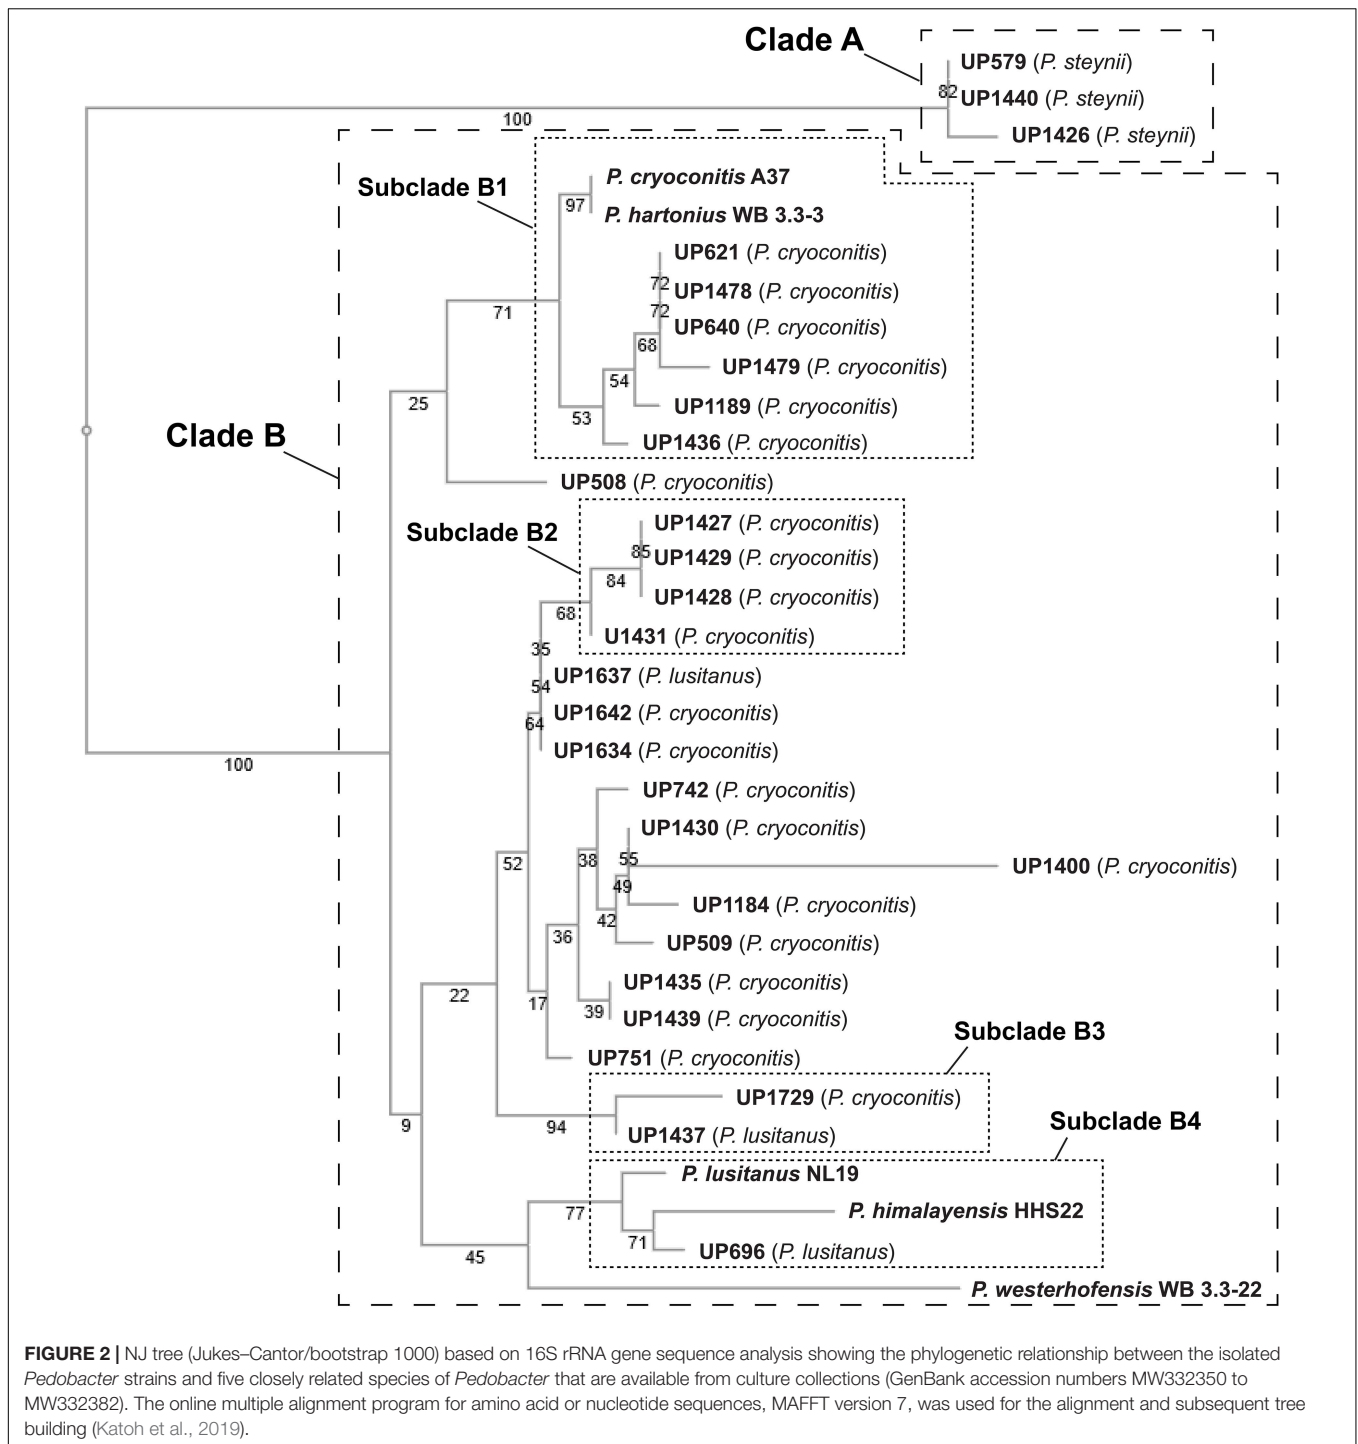 Clade A
UP579 (P. steynii)
82
UP1440 (P. steynii)
100
UP1426 (P. steynii)
Subclade B1
P. cryoconitis A37
97
P. hartonius WB 3.3-3
UP621 (P. cryoconitis)
72
UP1478 (P. cryoconitis)
72
71
UP640 (P. cryoconitis)
68
UP1479 (P. cryoconitis)
54
25
UP1189 (P. cryoconitis)
53
Clade B
UP1436 (P. cryoconitis)
UP508 (P. cryoconitis)
Subclade B2
UP1427 (P. cryoconitis)
85
UP1429 (P. cryoconitis)
84
UP1428 (P. cryoconitis)
68
U1431 (P. cryoconitis)
35
UP1637 (P. lusitanus)
54
UP1642 (P. cryoconitis)
64
UP1634 (P. cryoconitis)
100
UP742 (P. cryoconitis)
UP1430 (P. cryoconitis)
52
38
55
UP1400 (P. cryoconitis)
49
UP1184 (P. cryoconitis)
42
36
UP509 (P. cryoconitis)
UP1435 (P. cryoconitis)
22
17
39
UP1439 (P. cryoconitis)
Subclade B3
UP751 (P. cryoconitis)
UP1729 (P. cryoconitis)
9
94
UP1437 (P. lusitanus)
Subclade B4
P. lusitanus NL19
77
P. himalayensis HHS22
71
45
UP696 (P. lusitanus)
P. westerhofensis WB 3.3-22
FIGURE 2 | NJ tree (Jukes–Cantor/bootstrap 1000) based on 16S rRNA gene sequence analysis showing the phylogenetic relationship between the isolated
Pedobacter strains and five closely related species of Pedobacter that are available from culture collections (GenBank accession numbers MW332350 to
MW332382). The online multiple alignment program for amino acid or nucleotide sequences, MAFFT version 7, was used for the alignment and subsequent tree
building (Katoh et al., 2019).